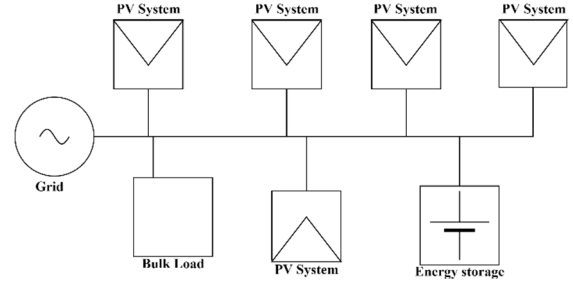 PV System
PV System
PV System
PV System
Grid
Bulk Load
PV System
Energy storage